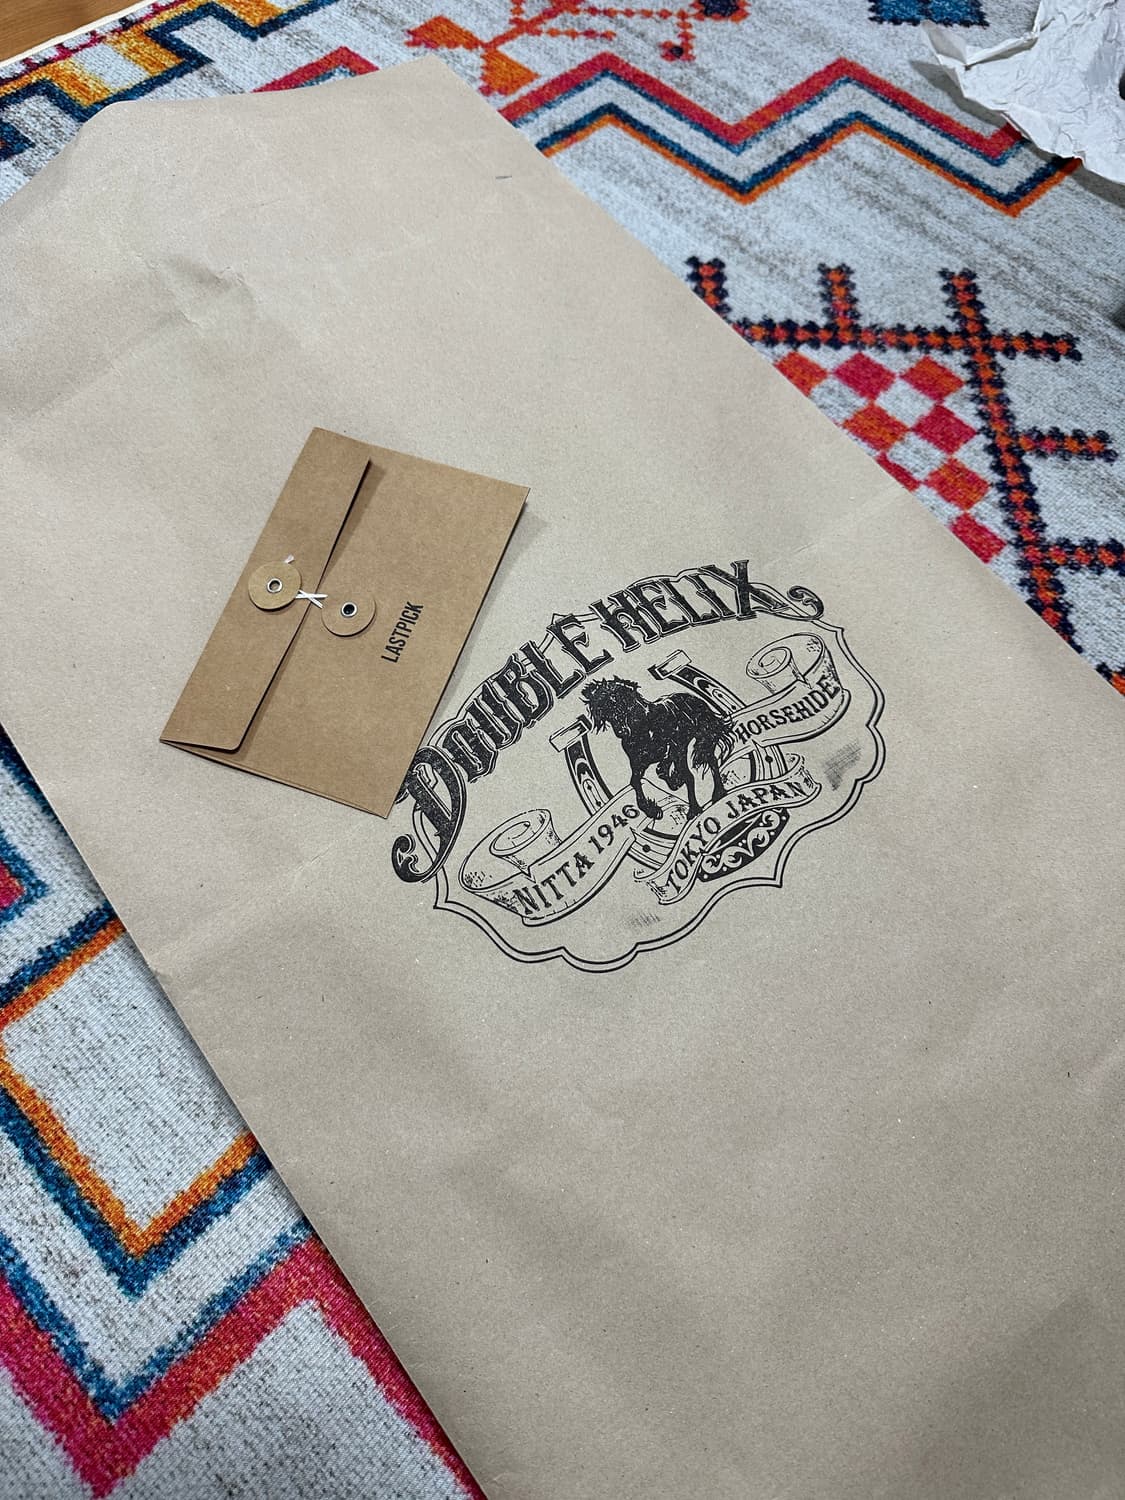 LASTPICK
DOUBLE HELIX
HORSEHIDE
NITTA 1946
TOKYO JAPAN